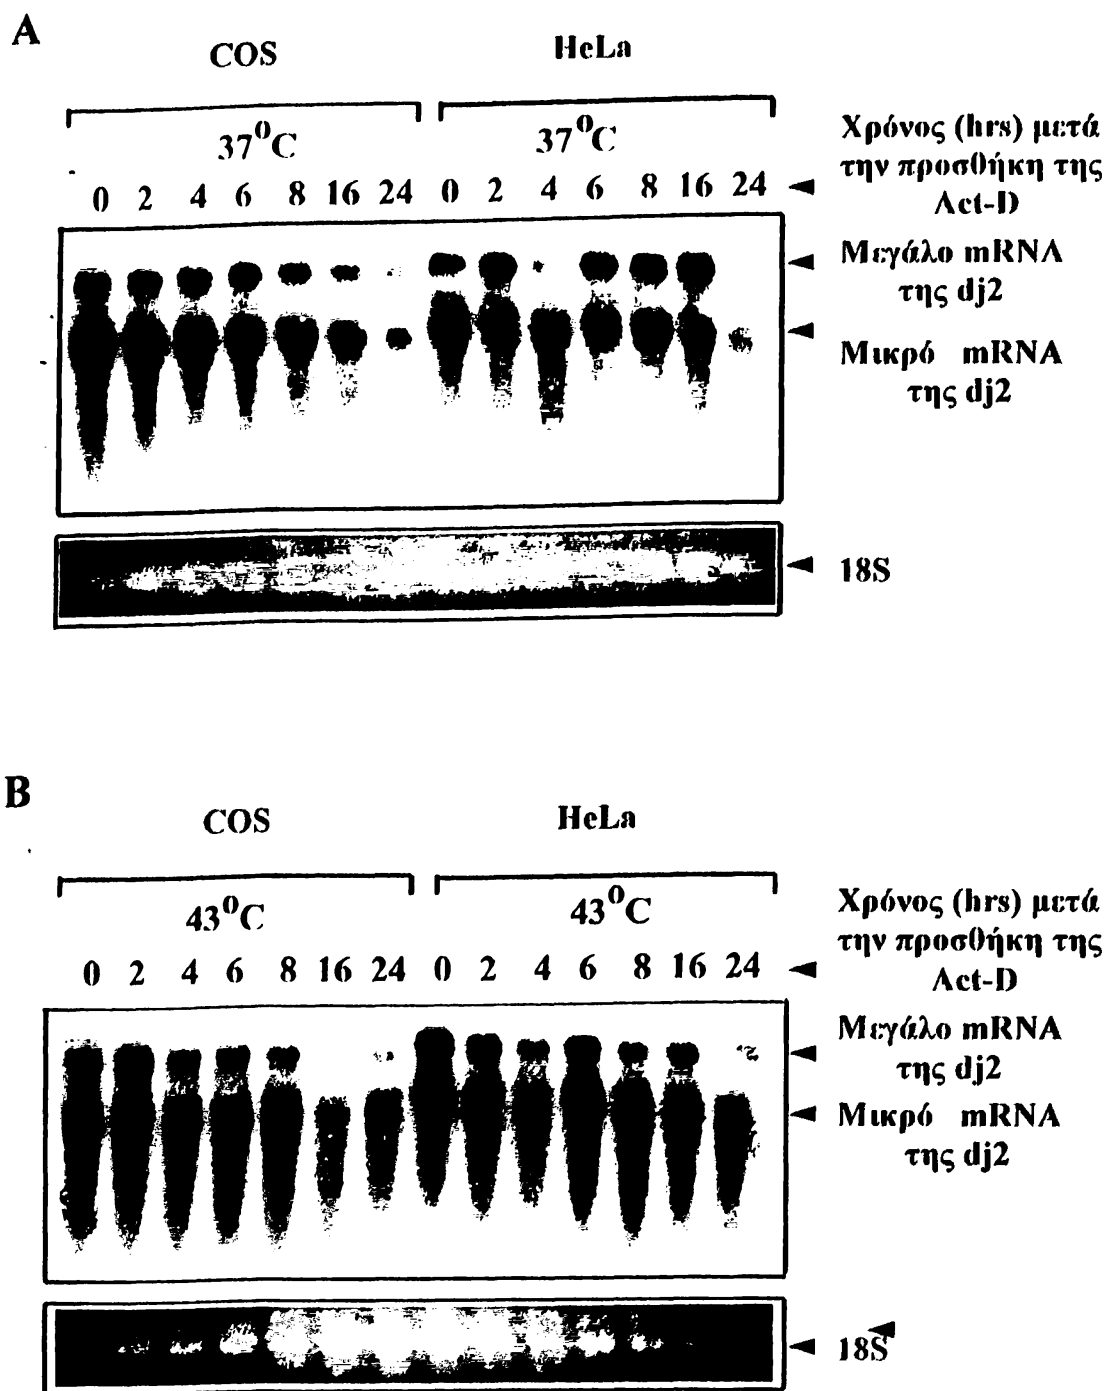 A
COS HeLa
37⁰C 37⁰C
0 2 4 6 8 16 24 0 2 4 6 8 16 24
Χρόνος (hrs) μετά
την προσθήκη της
Act-D
Μεγάλο mRNA
της dj2
Μικρό mRNA
της dj2
18S
B
COS HeLa
43⁰C 43⁰C
0 2 4 6 8 16 24 0 2 4 6 8 16 24
Χρόνος (hrs) μετά
την προσθήκη της
Act-D
Μεγάλο mRNA
της dj2
Μικρό mRNA
της dj2
18S